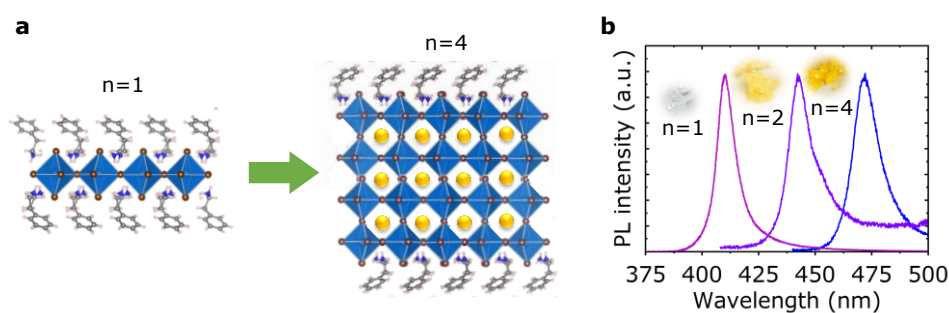 a
n=1
n=4
b
n=1
n=2
n=4
PL intensity (a.u.)
375 400 425 450 475 500
Wavelength (nm)